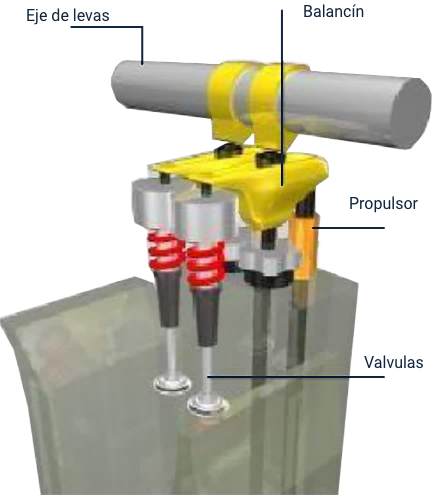 Eje de levas
Balancín
Propulsor
Valvulas